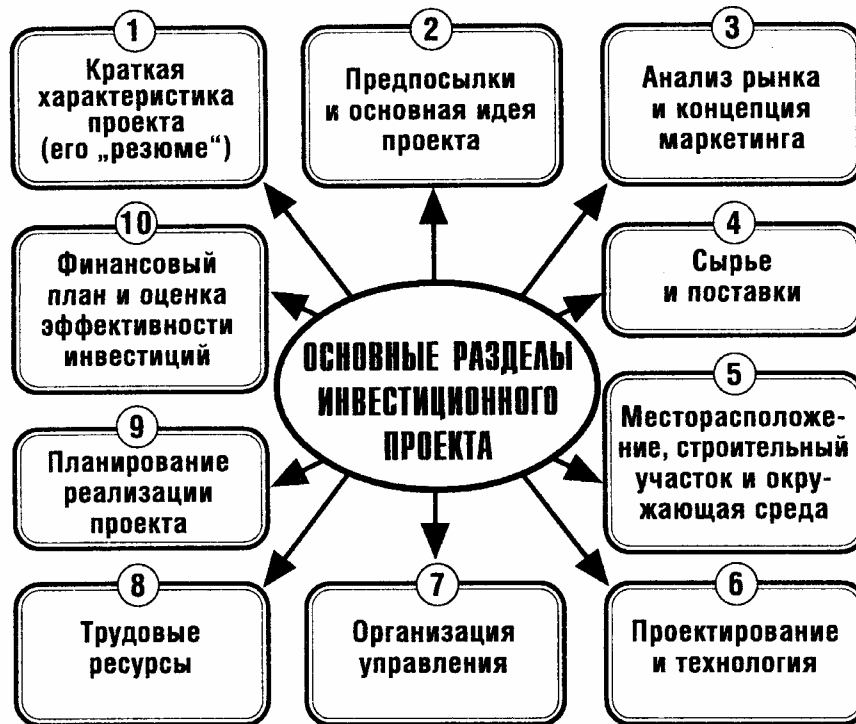 1
Краткая
характеристика
проекта
(его „резюме“)
2
Предпосылки
и основная идея
проекта
3
Анализ рынка
и концепция
маркетинга
4
Сырье
и поставки
5
Месторасположе-
ние, строительный
участок и окру-
жающая среда
6
Проектирование
и технология
7
Организация
управления
8
Трудовые
ресурсы
9
Планирование
реализации
проекта
10
Финансовый
план и оценка
эффективности
инвестиций
ОСНОВНЫЕ РАЗДЕЛЫ
ИНВЕСТИЦИОННОГО
ПРОЕКТА